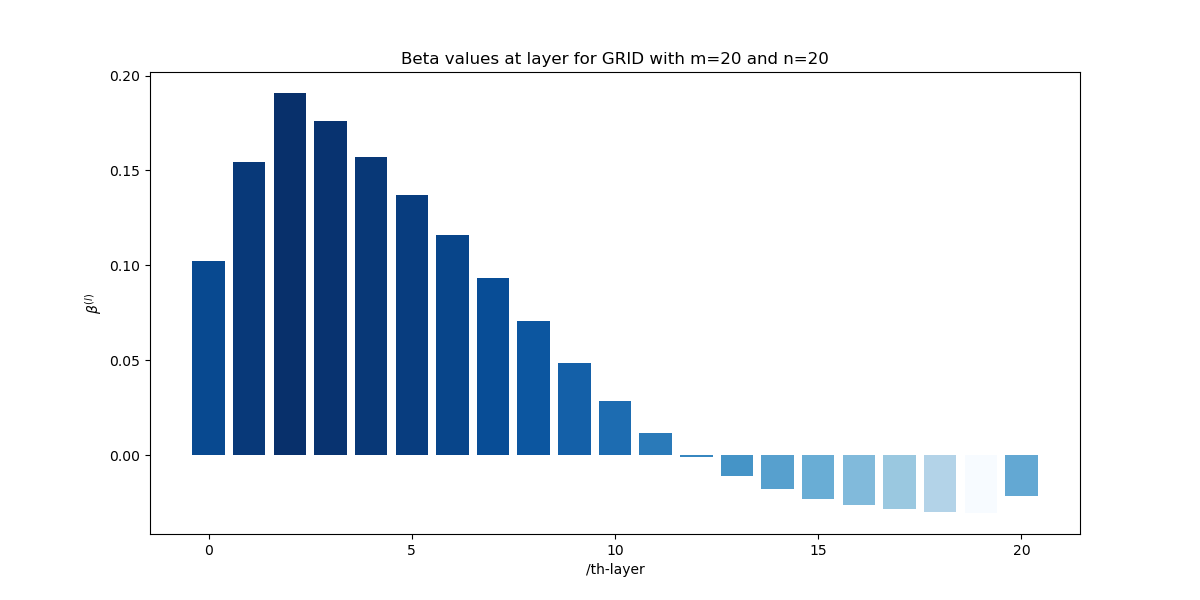 Beta values at layer for GRID with m=20 and n=20
0.20
0.15
0.10
0.05
0.00
β^(l)
0 5 10 15 20
/th-layer